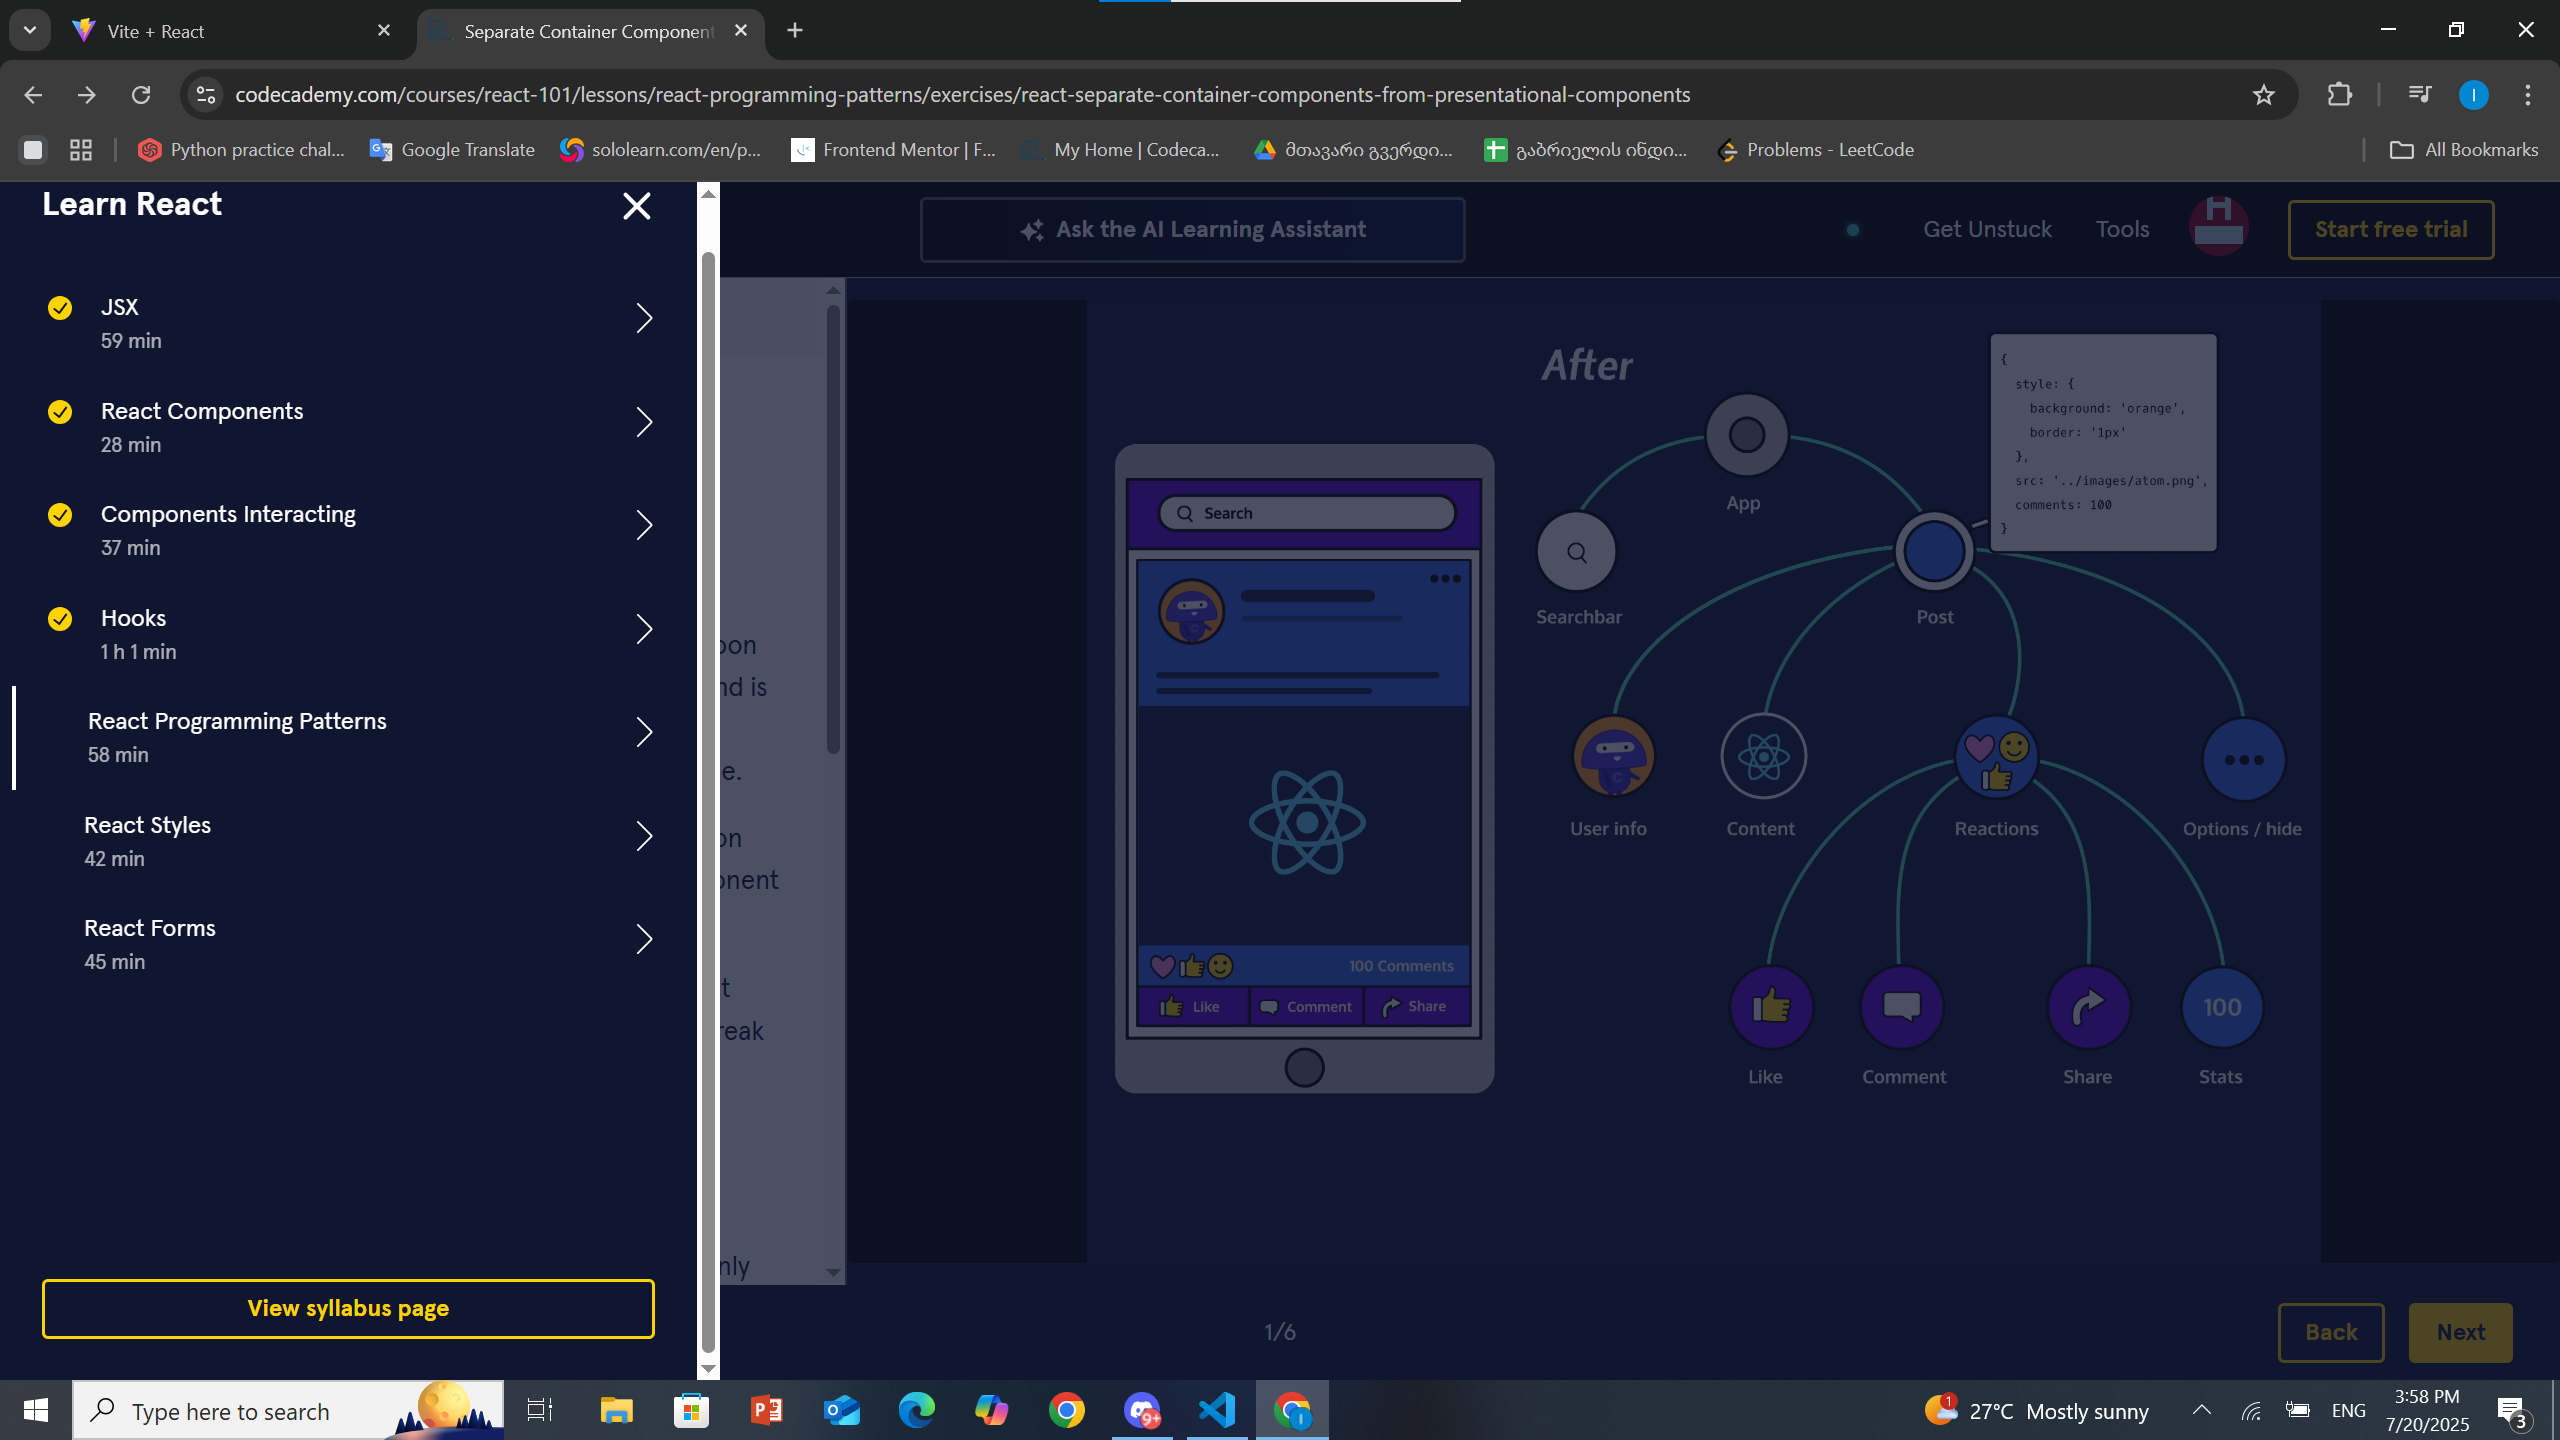 Vite + React
Separate Container Component
codecademy.com/courses/react-101/lessons/react-programming-patterns/exercises/react-separate-container-components-from-presentational-components
Python practice chal...
Google Translate
sololearn.com/en/p...
Frontend Mentor | F...
My Home | Codeca...
მთავარი გვერდი...
გაბრიელის ინდი...
Problems - LeetCode
All Bookmarks
Learn React
JSX
59 min
React Components
28 min
Components Interacting
37 min
Hooks
1 h 1 min
React Programming Patterns
58 min
React Styles
42 min
React Forms
45 min
View syllabus page
Ask the AI Learning Assistant
Get Unstuck
Tools
Start free trial
After
{
style: {
background: 'orange',
border: '1px'
},
src: '../images/atom.png',
comments: 100
}
Search
100 Comments
Like
Comment
Share
App
Searchbar
Post
User info
Content
Reactions
Options / hide
100
Like
Comment
Share
Stats
1/6
Back
Next
Type here to search
9+
1
27°C Mostly sunny
ENG
3:58 PM
7/20/2025
3